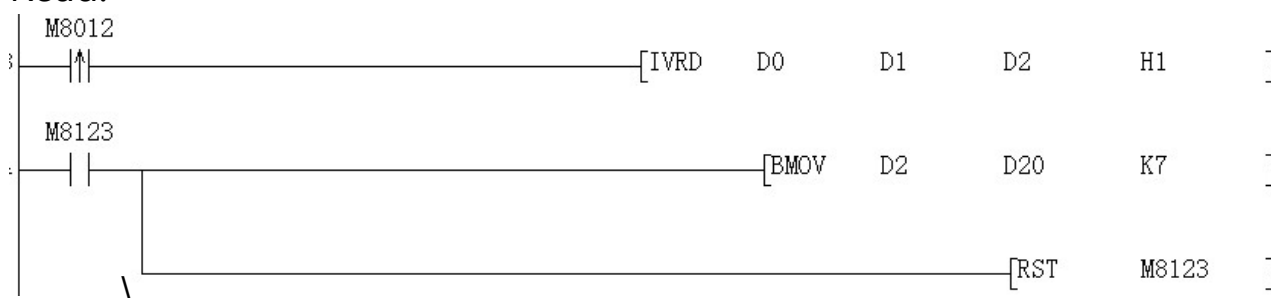 M8012
[IVRD D0 D1 D2 H1 ]
M8123
[BMOV D2 D20 K7 ]
[RST M8123 ]